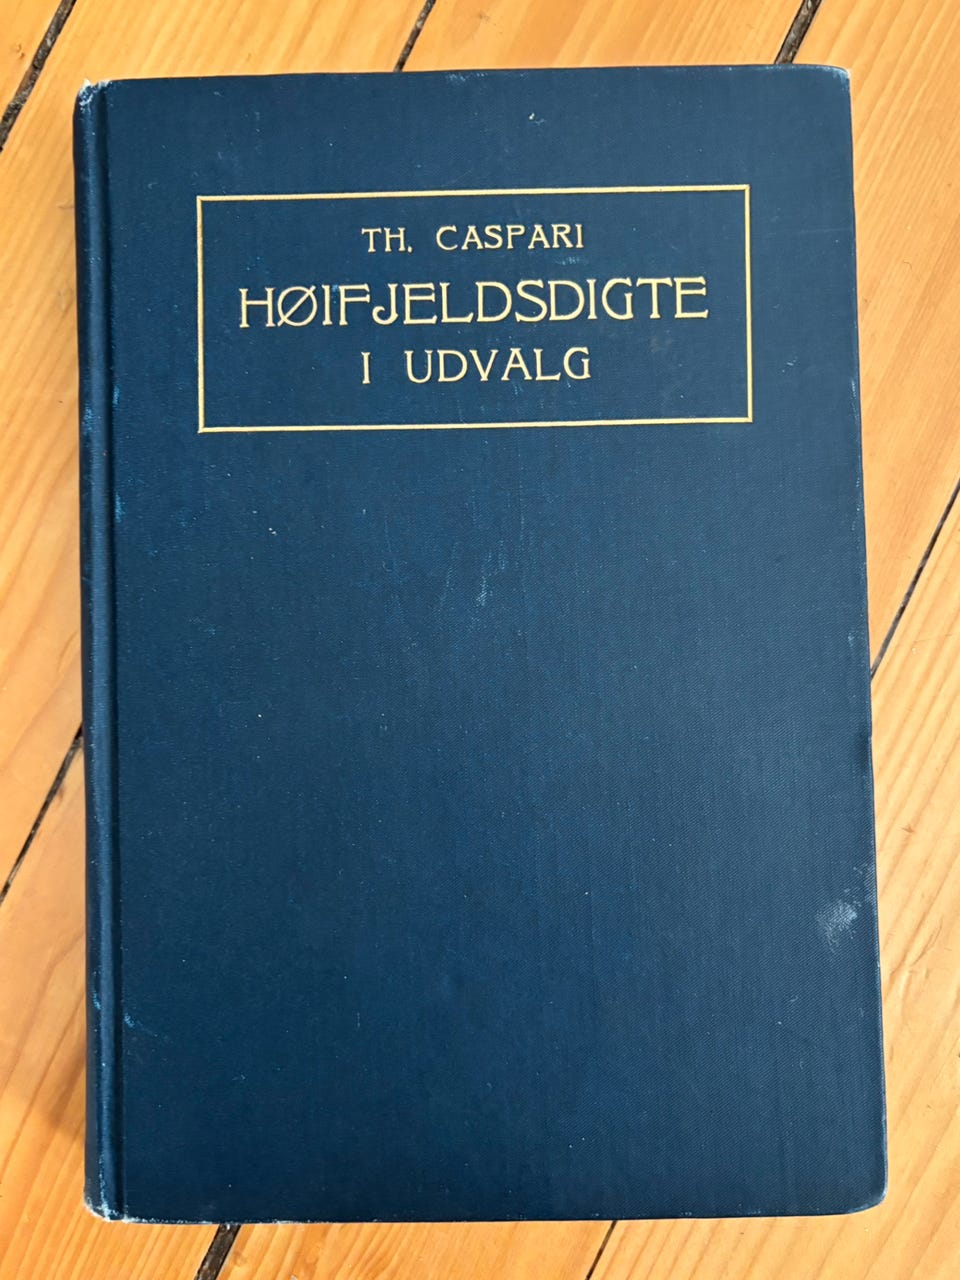 TH. CASPARI
HØIFJELDSDIGTE
I UDVALG